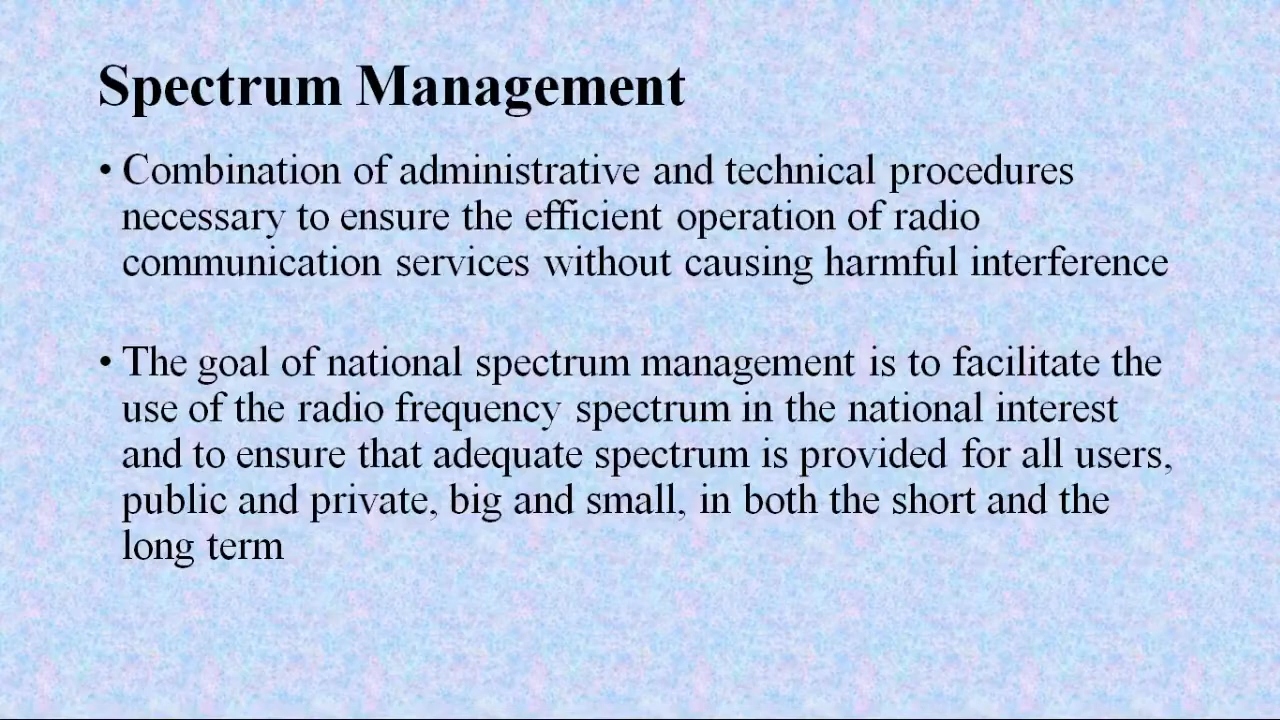 Spectrum Management
• Combination of administrative and technical procedures
necessary to ensure the efficient operation of radio
communication services without causing harmful interference
• The goal of national spectrum management is to facilitate the
use of the radio frequency spectrum in the national interest
and to ensure that adequate spectrum is provided for all users,
public and private, big and small, in both the short and the
long term